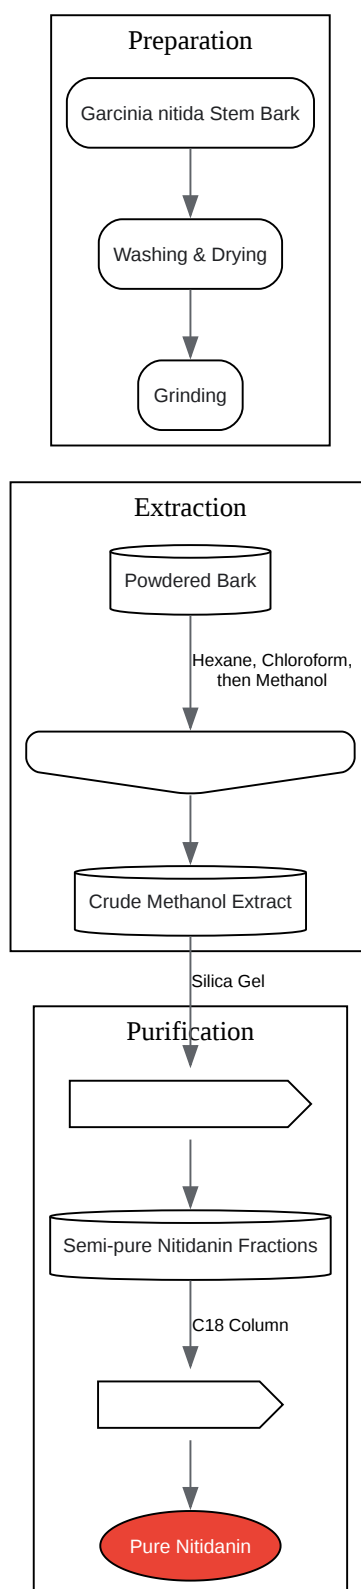 Preparation
Garcinia nitida Stem Bark
Washing & Drying
Grinding
Extraction
Powdered Bark
Hexane, Chloroform,
then Methanol
Crude Methanol Extract
Silica Gel
Purification
Semi-pure Nitidanin Fractions
C18 Column
Pure Nitidanin